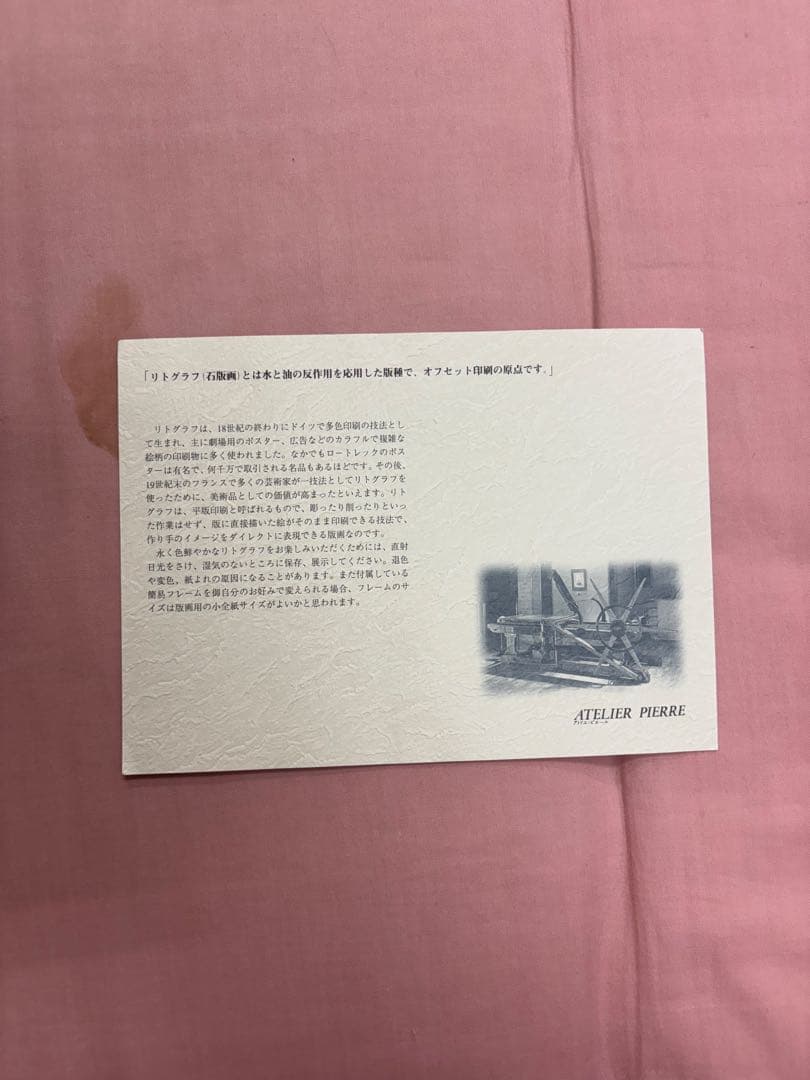 「リトグラフ(石版画)とは水と油の反作用を応用した版種で、オフセット印刷の原点です。」
リトグラフは、18世紀の終わりにドイツで多色印刷の技法とし
て生まれ、主に劇場用のポスター、広告などのカラフルで複雑な
絵柄の印刷物に多く使われました。なかでもロートレックのポス
ターは有名で、何千万で取引される名品もあるほどです。その後、
19世紀末のフランスで多くの芸術家が一技法としてリトグラフを
使ったために、美術品としての価値が高まったといえます。リト
グラフは、平版印刷と呼ばれるもので、彫ったり削ったりといっ
た作業はせず、版に直接描いた絵がそのまま印刷できる技法で、
作り手のイメージをダイレクトに表現できる版画なのです。
永く色鮮やかなリトグラフをお楽しみいただくためには、直射
日光をさけ、湿気のないところに保存、展示してください。退色
や変色、紙よれの原因になることがあります。また付属している
簡易フレームを御自分のお好みで変えられる場合、フレームのサ
イズは版画用の小全紙サイズがよいかと思われます。
ATELIER PIERRE
アトリエ・ピエール